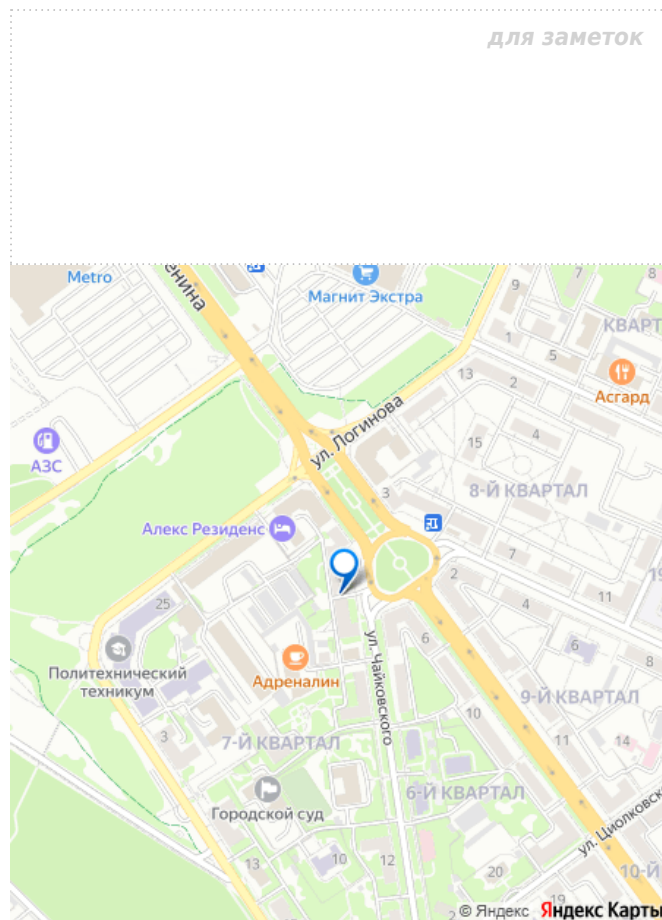 для заметок
Metro
енина
Магнит Экстра
7
8
9
КВАРТ
1
5
Асгард
13
2
ул. Логинова
15
4
АЗС
3
8-Й КВАРТАЛ
Алекс Резиденс
7
2
19
25
4
11
6
6
8
Политехнический
техникум
Адреналин
ул. Чайковского
9-Й КВАРТАЛ
3
7-Й КВАРТАЛ
10
11
14
Городской суд
6-Й КВАРТАЛ
ул. Циолковск
13
10
12
20
10-Й
19
© Яндекс Яндекс Карты